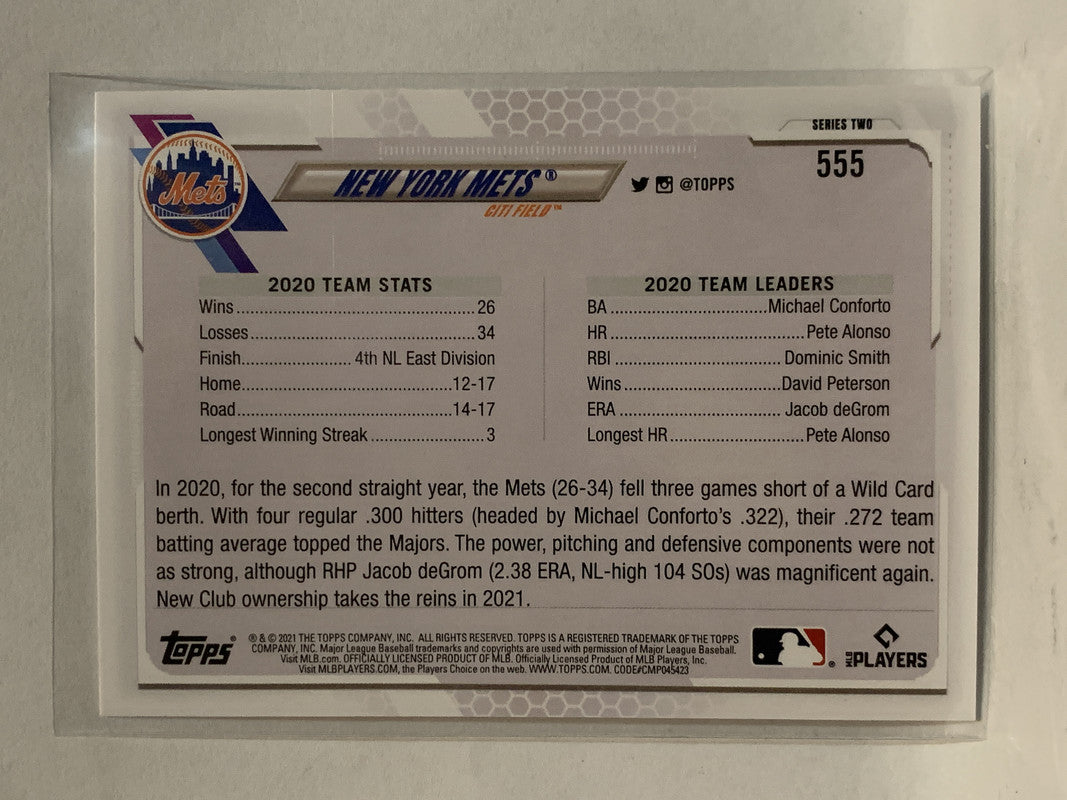 SERIES TWO
555
Mets
NEW YORK METS®
@TOPPS
CITI FIELD™
2020 TEAM STATS
Wins..........26
Losses..........34
Finish..........4th NL East Division
Home..........12-17
Road..........14-17
Longest Winning Streak..........3
2020 TEAM LEADERS
BA..........Michael Conforto
HR..........Pete Alonso
RBI..........Dominic Smith
Wins..........David Peterson
ERA..........Jacob deGrom
Longest HR..........Pete Alonso
In 2020, for the second straight year, the Mets (26-34) fell three games short of a Wild Card
berth. With four regular .300 hitters (headed by Michael Conforto's .322), their .272 team
batting average topped the Majors. The power, pitching and defensive components were not
as strong, although RHP Jacob deGrom (2.38 ERA, NL-high 104 SOs) was magnificent again.
New Club ownership takes the reins in 2021.
Topps®
® & © 2021 THE TOPPS COMPANY, INC. ALL RIGHTS RESERVED. TOPPS IS A REGISTERED TRADEMARK OF THE TOPPS
COMPANY, INC. Major League Baseball trademarks and copyrights are used with permission of Major League Baseball.
Visit MLB.com. OFFICIALLY LICENSED PRODUCT OF MLB. Officially Licensed Product of MLB Players, Inc.
Visit MLBPLAYERS.COM, the Players Choice on the web. WWW.TOPPS.COM. CODE#CMP045423
®
MLB PLAYERS